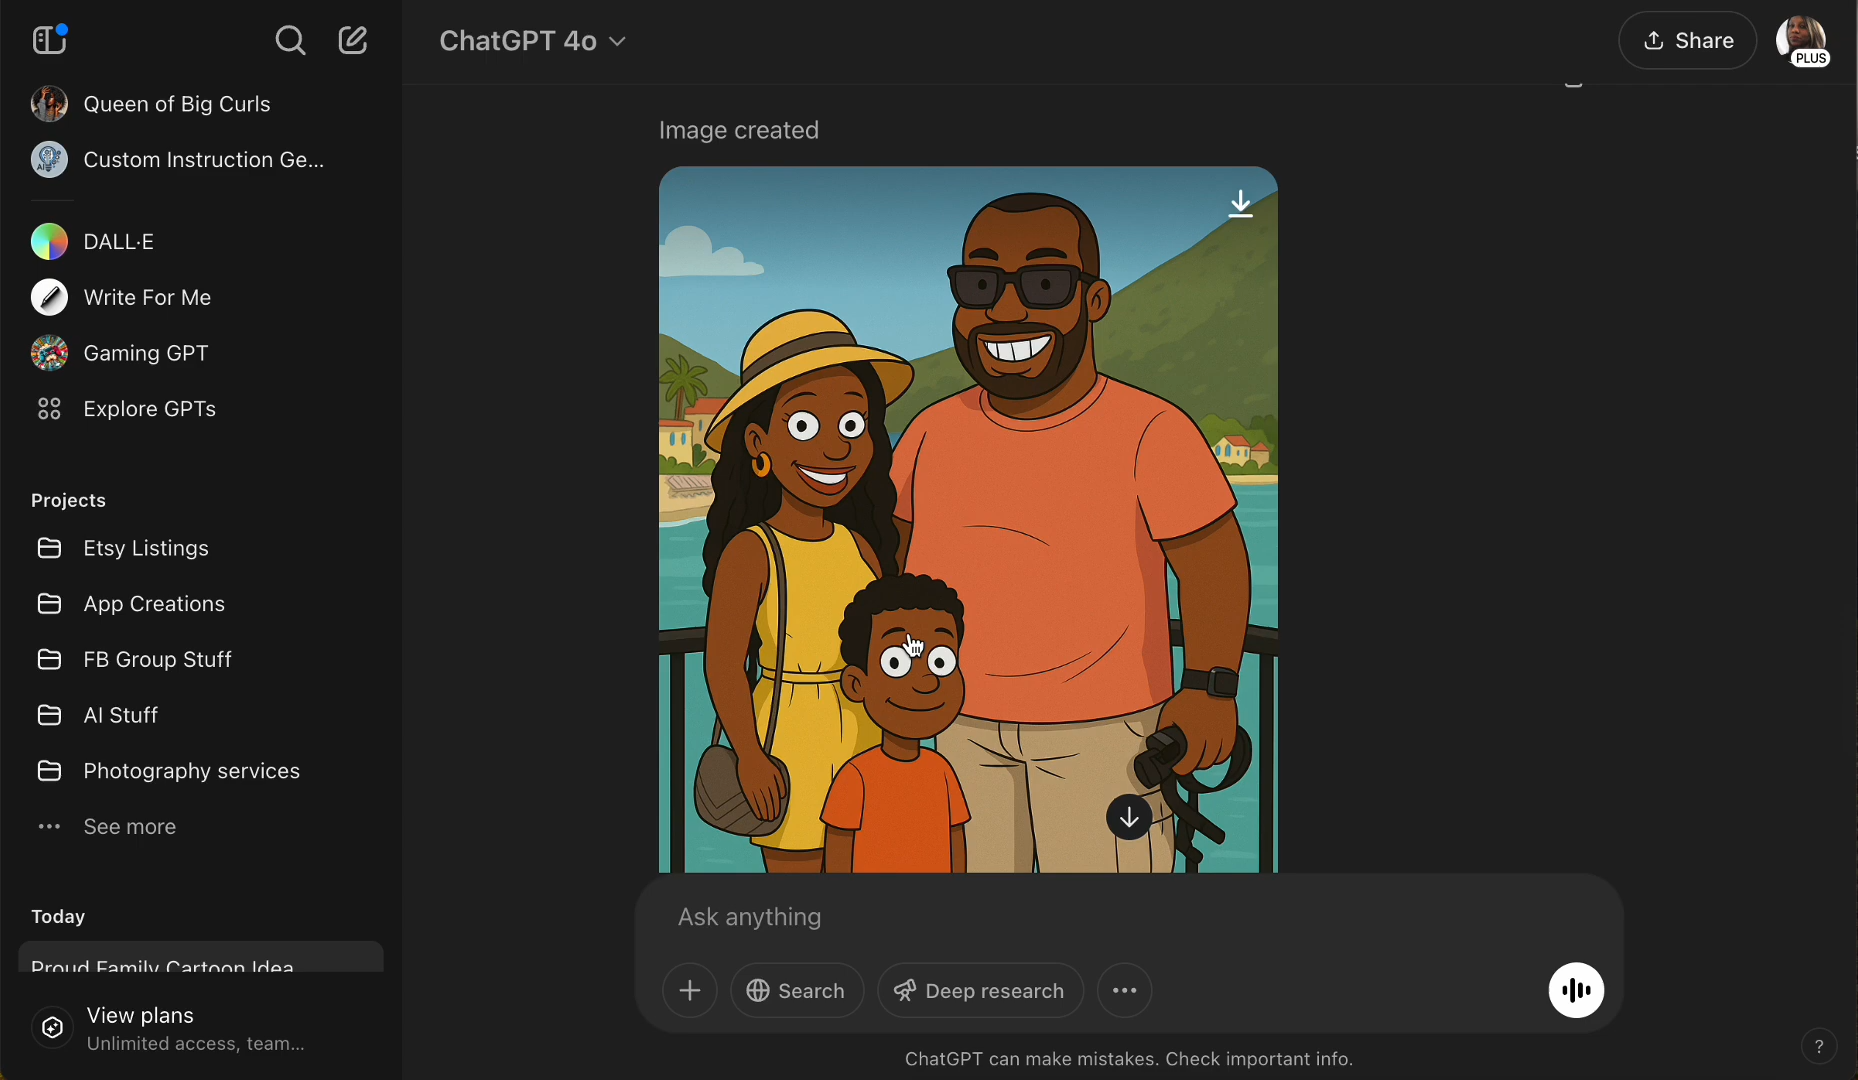 ChatGPT 4o
Share
PLUS
Queen of Big Curls
Custom Instruction Ge...
DALL·E
Write For Me
Gaming GPT
Explore GPTs
Projects
Etsy Listings
App Creations
FB Group Stuff
AI Stuff
Photography services
See more
Today
Proud Family Cartoon Idea
View plans
Unlimited access, team...
Image created
Ask anything
Search
Deep research
ChatGPT can make mistakes. Check important info.
?